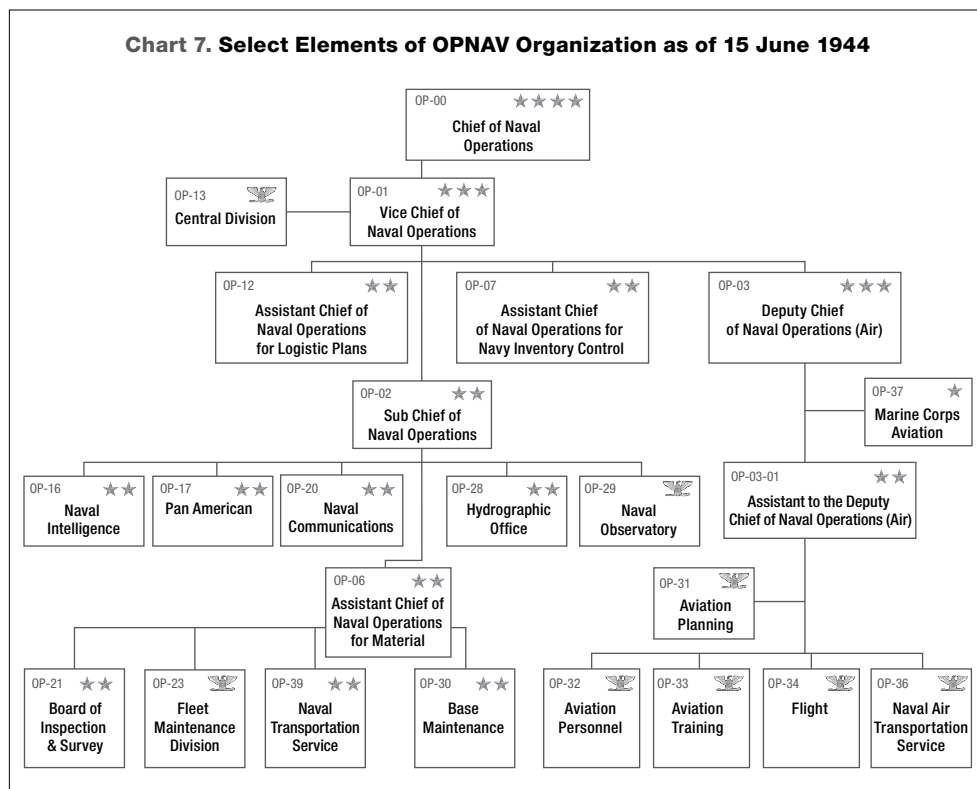 Chart 7. Select Elements of OPNAV Organization as of 15 June 1944
OP-00
Chief of Naval
Operations
OP-13
Central Division
OP-01
Vice Chief of
Naval Operations
OP-12
Assistant Chief of
Naval Operations
for Logistic Plans
OP-07
Assistant Chief
of Naval Operations for
Navy Inventory Control
OP-03
Deputy Chief
of Naval Operations (Air)
OP-02
Sub Chief of
Naval Operations
OP-37
Marine Corps
Aviation
OP-16
Naval
Intelligence
OP-17
Pan American
OP-20
Naval
Communications
OP-28
Hydrographic
Office
OP-29
Naval
Observatory
OP-03-01
Assistant to the Deputy
Chief of Naval Operations (Air)
OP-06
Assistant Chief of
Naval Operations
for Material
OP-31
Aviation
Planning
OP-21
Board of
Inspection
& Survey
OP-23
Fleet
Maintenance
Division
OP-39
Naval
Transportation
Service
OP-30
Base
Maintenance
OP-32
Aviation
Personnel
OP-33
Aviation
Training
OP-34
Flight
OP-36
Naval Air
Transportation
Service